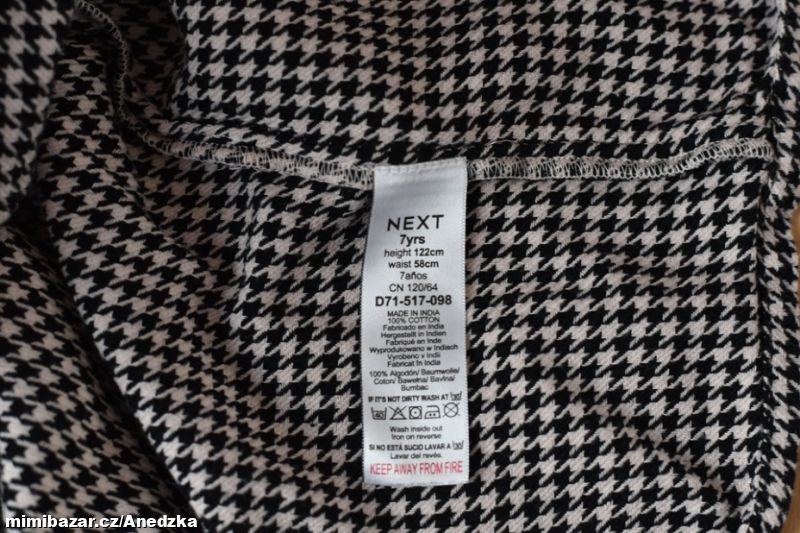 NEXT
7yrs
height 122cm
waist 58cm
7años
CN 120/64
D71-517-098
MADE IN INDIA
100% COTTON
Fabricado en India
Hergestellt in Indien
Fabriqué en Inde
Wyprodukowano w Indiach
Vyrobeno v Indii
Fabricat în India
100% Algodón/ Baumwolle/
Coton/ Bawełna/ Bavlna/
Bumbac
IF IT'S NOT DIRTY WASH AT 30
40
Wash inside out
Iron on reverse
SI NO ESTÁ SUCIO LAVAR A 30
Lavar del revés.
KEEP AWAY FROM FIRE
mimibazar.cz/Anedzka